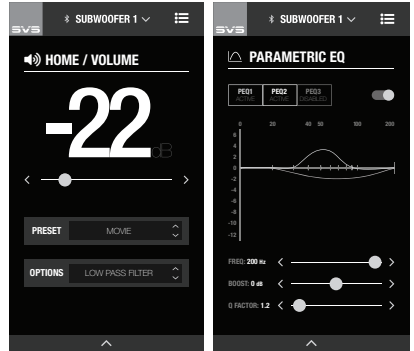 SVS
SUBWOOFER 1
HOME / VOLUME
-22
dB
PRESET MOVIE
OPTIONS LOW PASS FILTER
SVS
SUBWOOFER 1
PARAMETRIC EQ
PEQ1 PEQ2 PEQ3
ACTIVE ACTIVE DISABLED
0 20 40 50 100 200
6
4
2
0
-2
-4
-6
-8
-10
-12
FREQ: 200 Hz
BOOST: 0 dB
Q FACTOR: 1.2